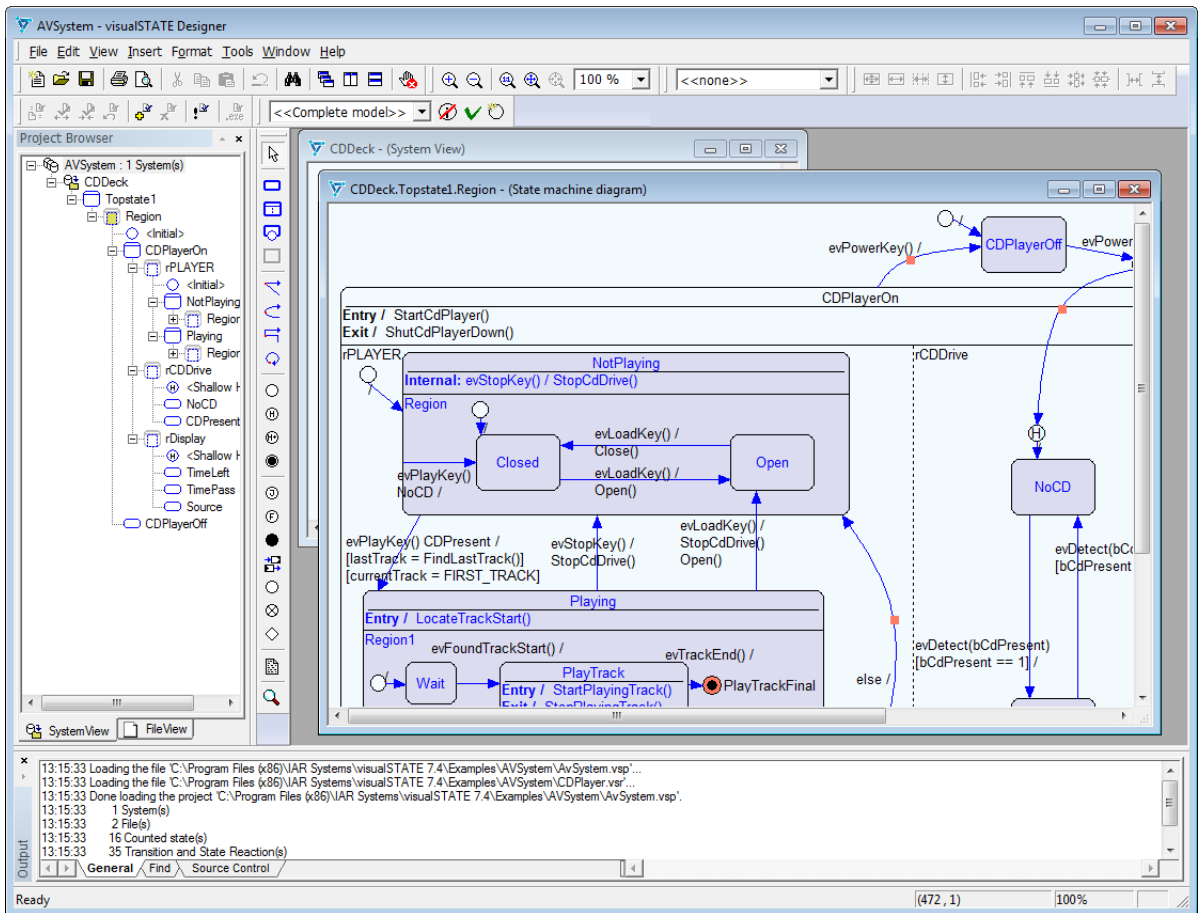 AVSystem - visualSTATE Designer
File Edit View Insert Format Tools Window Help
100 %
<<none>>
<<Complete model>>
Project Browser
AVSystem : 1 System(s)
CDDeck
Topstate1
Region
<Initial>
CDPlayerOn
rPLAYER
<Initial>
NotPlaying
Region
Playing
Region
rCDDrive
<Shallow H
NoCD
CDPresent
rDisplay
<Shallow H
TimeLeft
TimePass
Source
CDPlayerOff
SystemView FileView
CDDeck - (System View)
CDDeck.Topstate1.Region - (State machine diagram)
/
CDPlayerOff
evPowerKey() /
evPower
CDPlayerOn
Entry / StartCdPlayer()
Exit / ShutCdPlayerDown()
rPLAYER
rCDDrive
NotPlaying
Internal: evStopKey() / StopCdDrive()
Region
/
/
evLoadKey() /
Close()
Closed
Open
evLoadKey() /
Open()
evPlayKey()
NoCD /
H
NoCD
evPlayKey() CDPresent /
[lastTrack = FindLastTrack()]
[currentTrack = FIRST_TRACK]
evStopKey() /
StopCdDrive()
evLoadKey() /
StopCdDrive()
Open()
evDetect(bCd
[bCdPresent
Playing
Entry / LocateTrackStart()
Region1
evFoundTrackStart() /
evTrackEnd() /
/
Wait
PlayTrack
Entry / StartPlayingTrack()
Exit / StopPlayingTrack()
PlayTrackFinal
else /
evDetect(bCdPresent)
[bCdPresent == 1] /
Output
13:15:33 Loading the file 'C:\Program Files (x86)\IAR Systems\visualSTATE 7.4\Examples\AVSystem\AvSystem.vsp'...
13:15:33 Loading the file 'C:\Program Files (x86)\IAR Systems\visualSTATE 7.4\Examples\AVSystem\CDPlayer.vsr'...
13:15:33 Done loading the project 'C:\Program Files (x86)\IAR Systems\visualSTATE 7.4\Examples\AVSystem\AvSystem.vsp'.
13:15:33 1 System(s)
13:15:33 2 File(s)
13:15:33 16 Counted state(s)
13:15:33 35 Transition and State Reaction(s)
General Find Source Control
Ready
(472 , 1)
100%